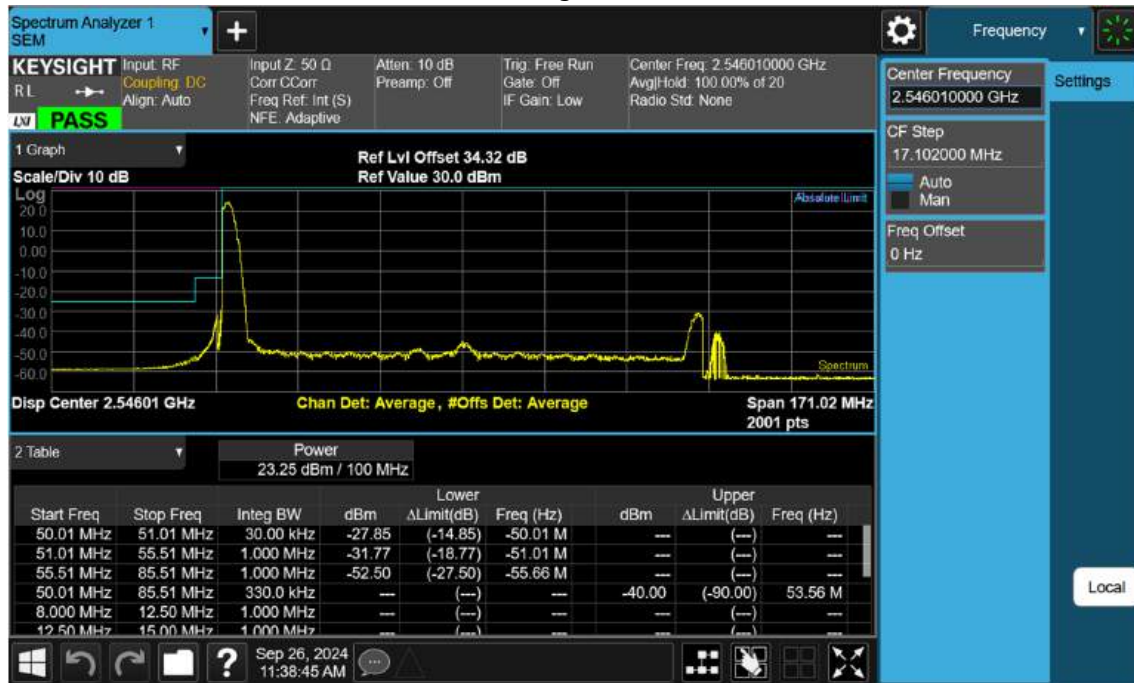 Spectrum Analyzer 1
SEM
+
Frequency
KEYSIGHT
RL
LXI
PASS
Input: RF
Coupling: DC
Align: Auto
Input Z: 50 Ω
Corr CCorr
Freq Ref: Int (S)
NFE: Adaptive
Atten: 10 dB
Preamp: Off
Trig: Free Run
Gate: Off
IF Gain: Low
Center Freq: 2.546010000 GHz
Avg|Hold: 100.00% of 20
Radio Std: None
Center Frequency
2.546010000 GHz
Settings
CF Step
17.102000 MHz
Auto
Man
Freq Offset
0 Hz
Local
1 Graph
Scale/Div 10 dB
Ref Lvl Offset 34.32 dB
Ref Value 30.0 dBm
Log
Absolute Limit
20.0
10.0
0.00
-10.0
-20.0
-30.0
-40.0
-50.0
-60.0
Spectrum
Disp Center 2.54601 GHz
Chan Det: Average, #Offs Det: Average
Span 171.02 MHz
2001 pts
2 Table
Power
23.25 dBm / 100 MHz
Lower Upper
Start Freq Stop Freq Integ BW dBm ΔLimit(dB) Freq (Hz) dBm ΔLimit(dB) Freq (Hz)
50.01 MHz 51.01 MHz 30.00 kHz -27.85 (-14.85) -50.01 M --- (---) ---
51.01 MHz 55.51 MHz 1.000 MHz -31.77 (-18.77) -51.01 M --- (---) ---
55.51 MHz 85.51 MHz 1.000 MHz -52.50 (-27.50) -55.66 M --- (---) ---
50.01 MHz 85.51 MHz 330.0 kHz --- (---) --- -40.00 (-90.00) 53.56 M
8.000 MHz 12.50 MHz 1.000 MHz --- (---) --- --- (---) ---
12.50 MHz 15.00 MHz 1.000 MHz --- (---) --- --- (---) ---
?
Sep 26, 2024
11:38:45 AM